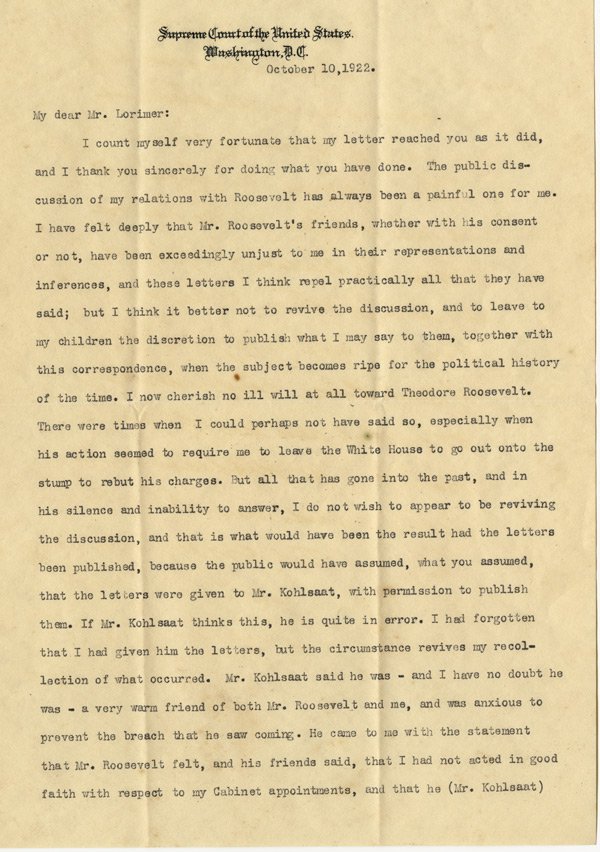 Supreme Court of the United States.
Washington, D.C.
October 10,1922.
My dear Mr. Lorimer:
I count myself very fortunate that my letter reached you as it did,
and I thank you sincerely for doing what you have done. The public dis-
cussion of my relations with Roosevelt has always been a painful one for me.
I have felt deeply that Mr. Roosevelt's friends, whether with his consent
or not, have been exceedingly unjust to me in their representations and
inferences, and these letters I think repel practically all that they have
said; but I think it better not to revive the discussion, and to leave to
my children the discretion to publish what I may say to them, together with
this correspondence, when the subject becomes ripe for the political history
of the time. I now cherish no ill will at all toward Theodore Roosevelt.
There were times when I could perhaps not have said so, especially when
his action seemed to require me to leave the White House to go out onto the
stump to rebut his charges. But all that has gone into the past, and in
his silence and inability to answer, I do not wish to appear to be reviving
the discussion, and that is what would have been the result had the letters
been published, because the public would have assumed, what you assumed,
that the letters were given to Mr. Kohlsaat, with permission to publish
them. If Mr. Kohlsaat thinks this, he is quite in error. I had forgotten
that I had given him the letters, but the circumstance revives my recol-
lection of what occurred. Mr. Kohlsaat said he was - and I have no doubt he
was - a very warm friend of both Mr. Roosevelt and me, and was anxious to
prevent the breach that he saw coming. He came to me with the statement
that Mr. Roosevelt felt, and his friends said, that I had not acted in good
faith with respect to my Cabinet appointments, and that he (Mr. Kohlsaat)